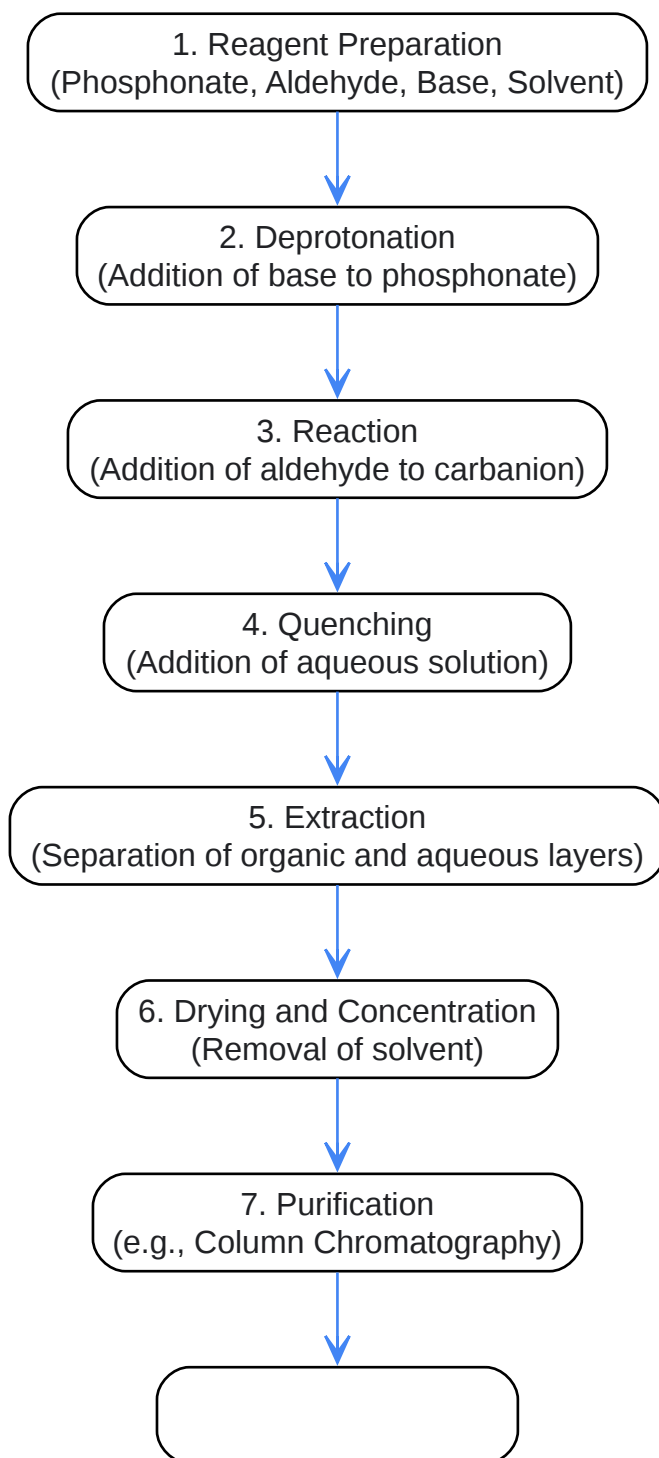 1. Reagent Preparation
(Phosphonate, Aldehyde, Base, Solvent)
2. Deprotonation
(Addition of base to phosphonate)
3. Reaction
(Addition of aldehyde to carbanion)
4. Quenching
(Addition of aqueous solution)
5. Extraction
(Separation of organic and aqueous layers)
6. Drying and Concentration
(Removal of solvent)
7. Purification
(e.g., Column Chromatography)